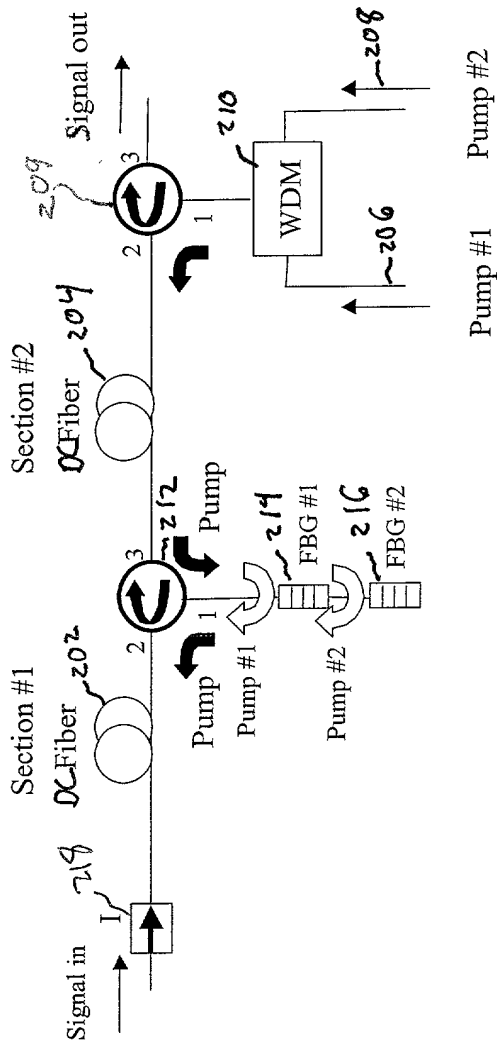 Signal in
I
218
Section #1
DCFiber 202
2
3
212
1
Pump
Pump
Pump #1
214
FBG #1
Pump #2
216
FBG #2
Section #2
DCFiber 204
209
2
3
1
Signal out
210
WDM
206
208
Pump #1
Pump #2